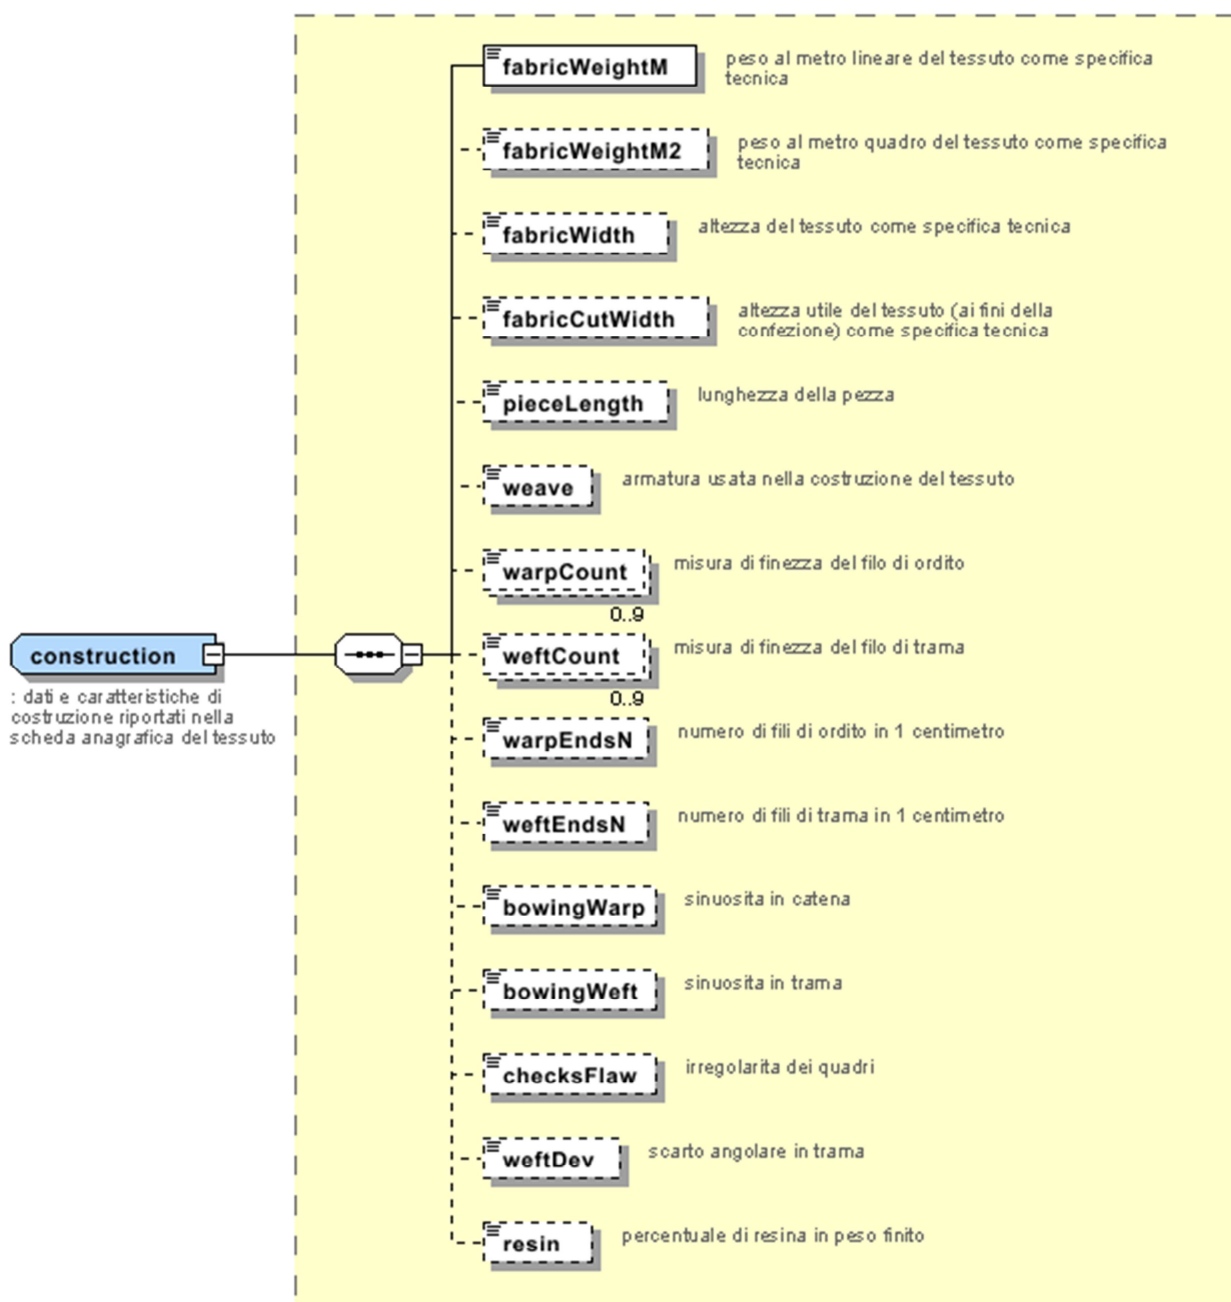 fabricWeightM
peso al metro lineare del tessuto come specifica
tecnica
fabricWeightM2
peso al metro quadro del tessuto come specifica
tecnica
fabricWidth
altezza del tessuto come specifica tecnica
fabricCutWidth
altezza utile del tessuto (ai fini della
confezione) come specifica tecnica
pieceLength
lunghezza della pezza
weave
armatura usata nella costruzione del tessuto
warpCount
misura di finezza del filo di ordito
0..9
construction
: dati e caratteristiche di
costruzione riportati nella
scheda anagrafica del tessuto
weftCount
misura di finezza del filo di trama
0..9
warpEndsN
numero di fili di ordito in 1 centimetro
weftEndsN
numero di fili di trama in 1 centimetro
bowingWarp
sinuosita in catena
bowingWeft
sinuosita in trama
checksFlaw
irregolarita dei quadri
weftDev
scarto angolare in trama
resin
percentuale di resina in peso finito